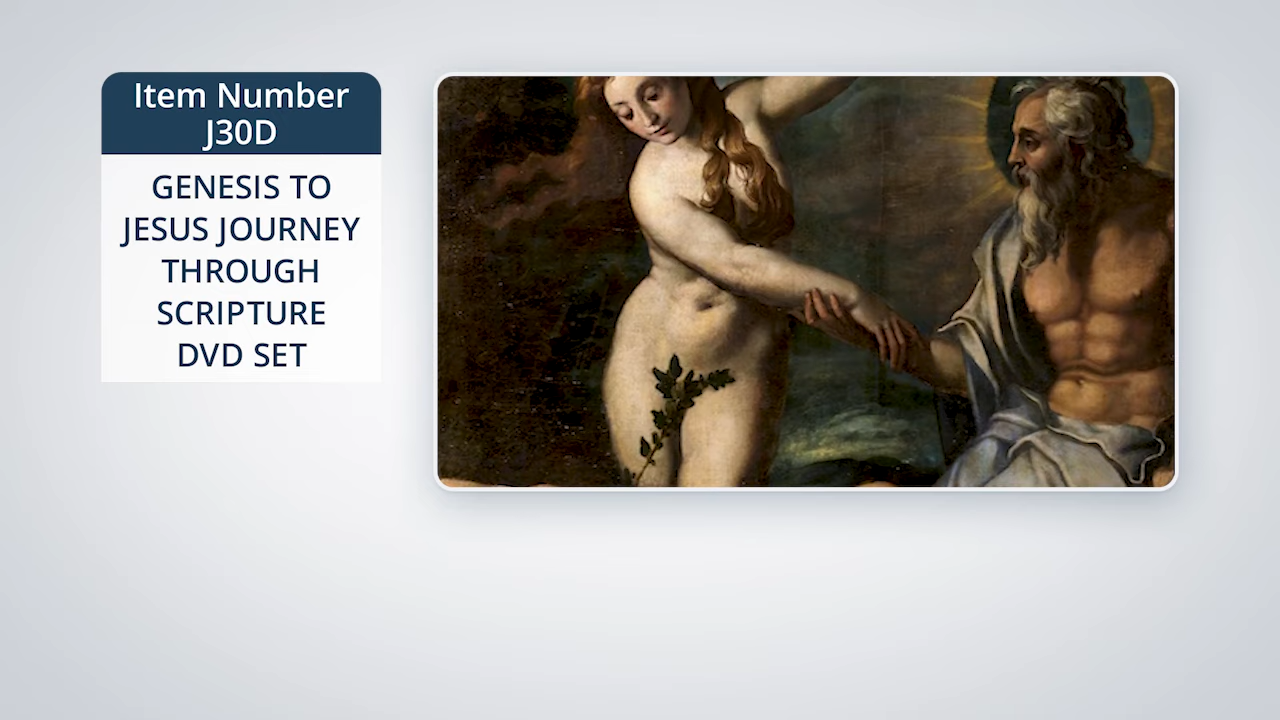 Item Number
J30D
GENESIS TO
JESUS JOURNEY
THROUGH
SCRIPTURE
DVD SET